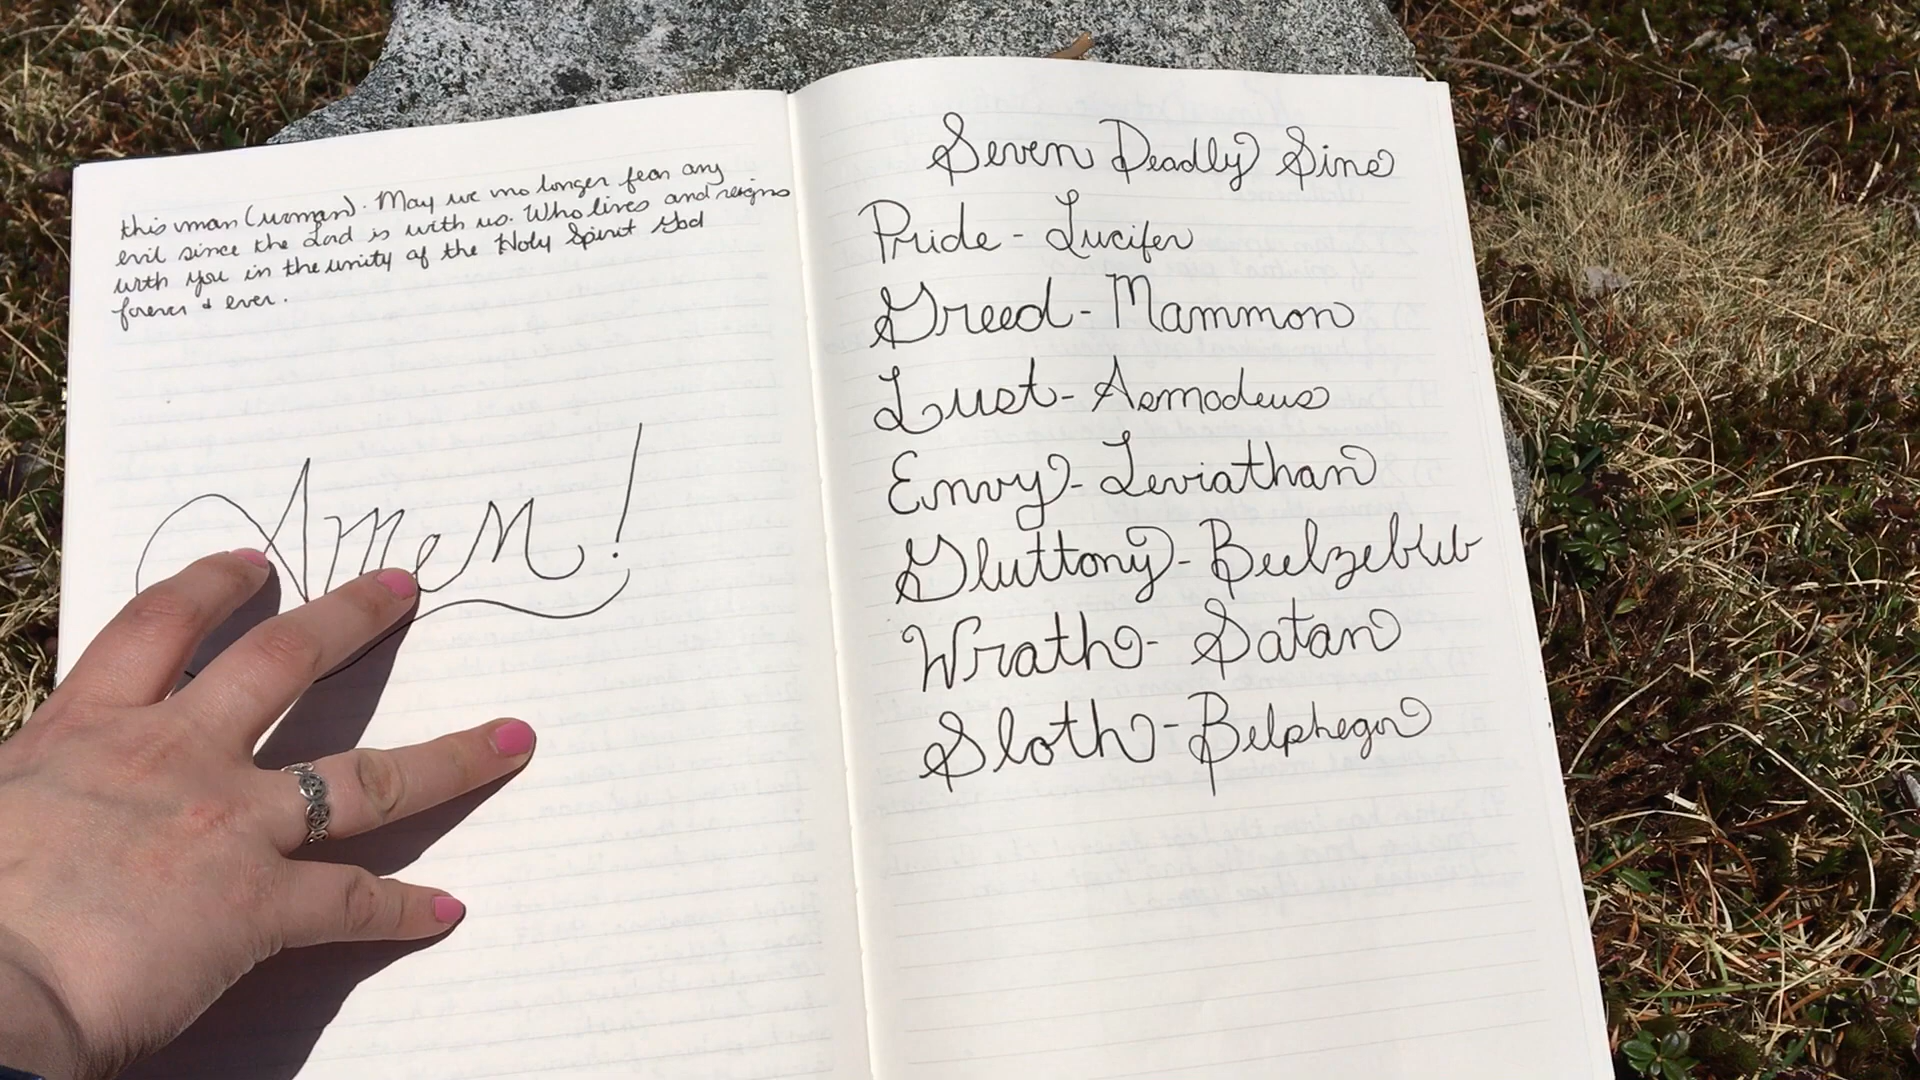 this man (woman). May we no longer fear any
evil since the Lord is with us. Who lives and reigns
with you in the unity of the Holy Spirit God
forever & ever.
Amen!
Seven Deadly Sins
Pride - Lucifer
Greed - Mammon
Lust - Asmodeus
Envy - Leviathan
Gluttony - Beelzebub
Wrath - Satan
Sloth - Belphegor